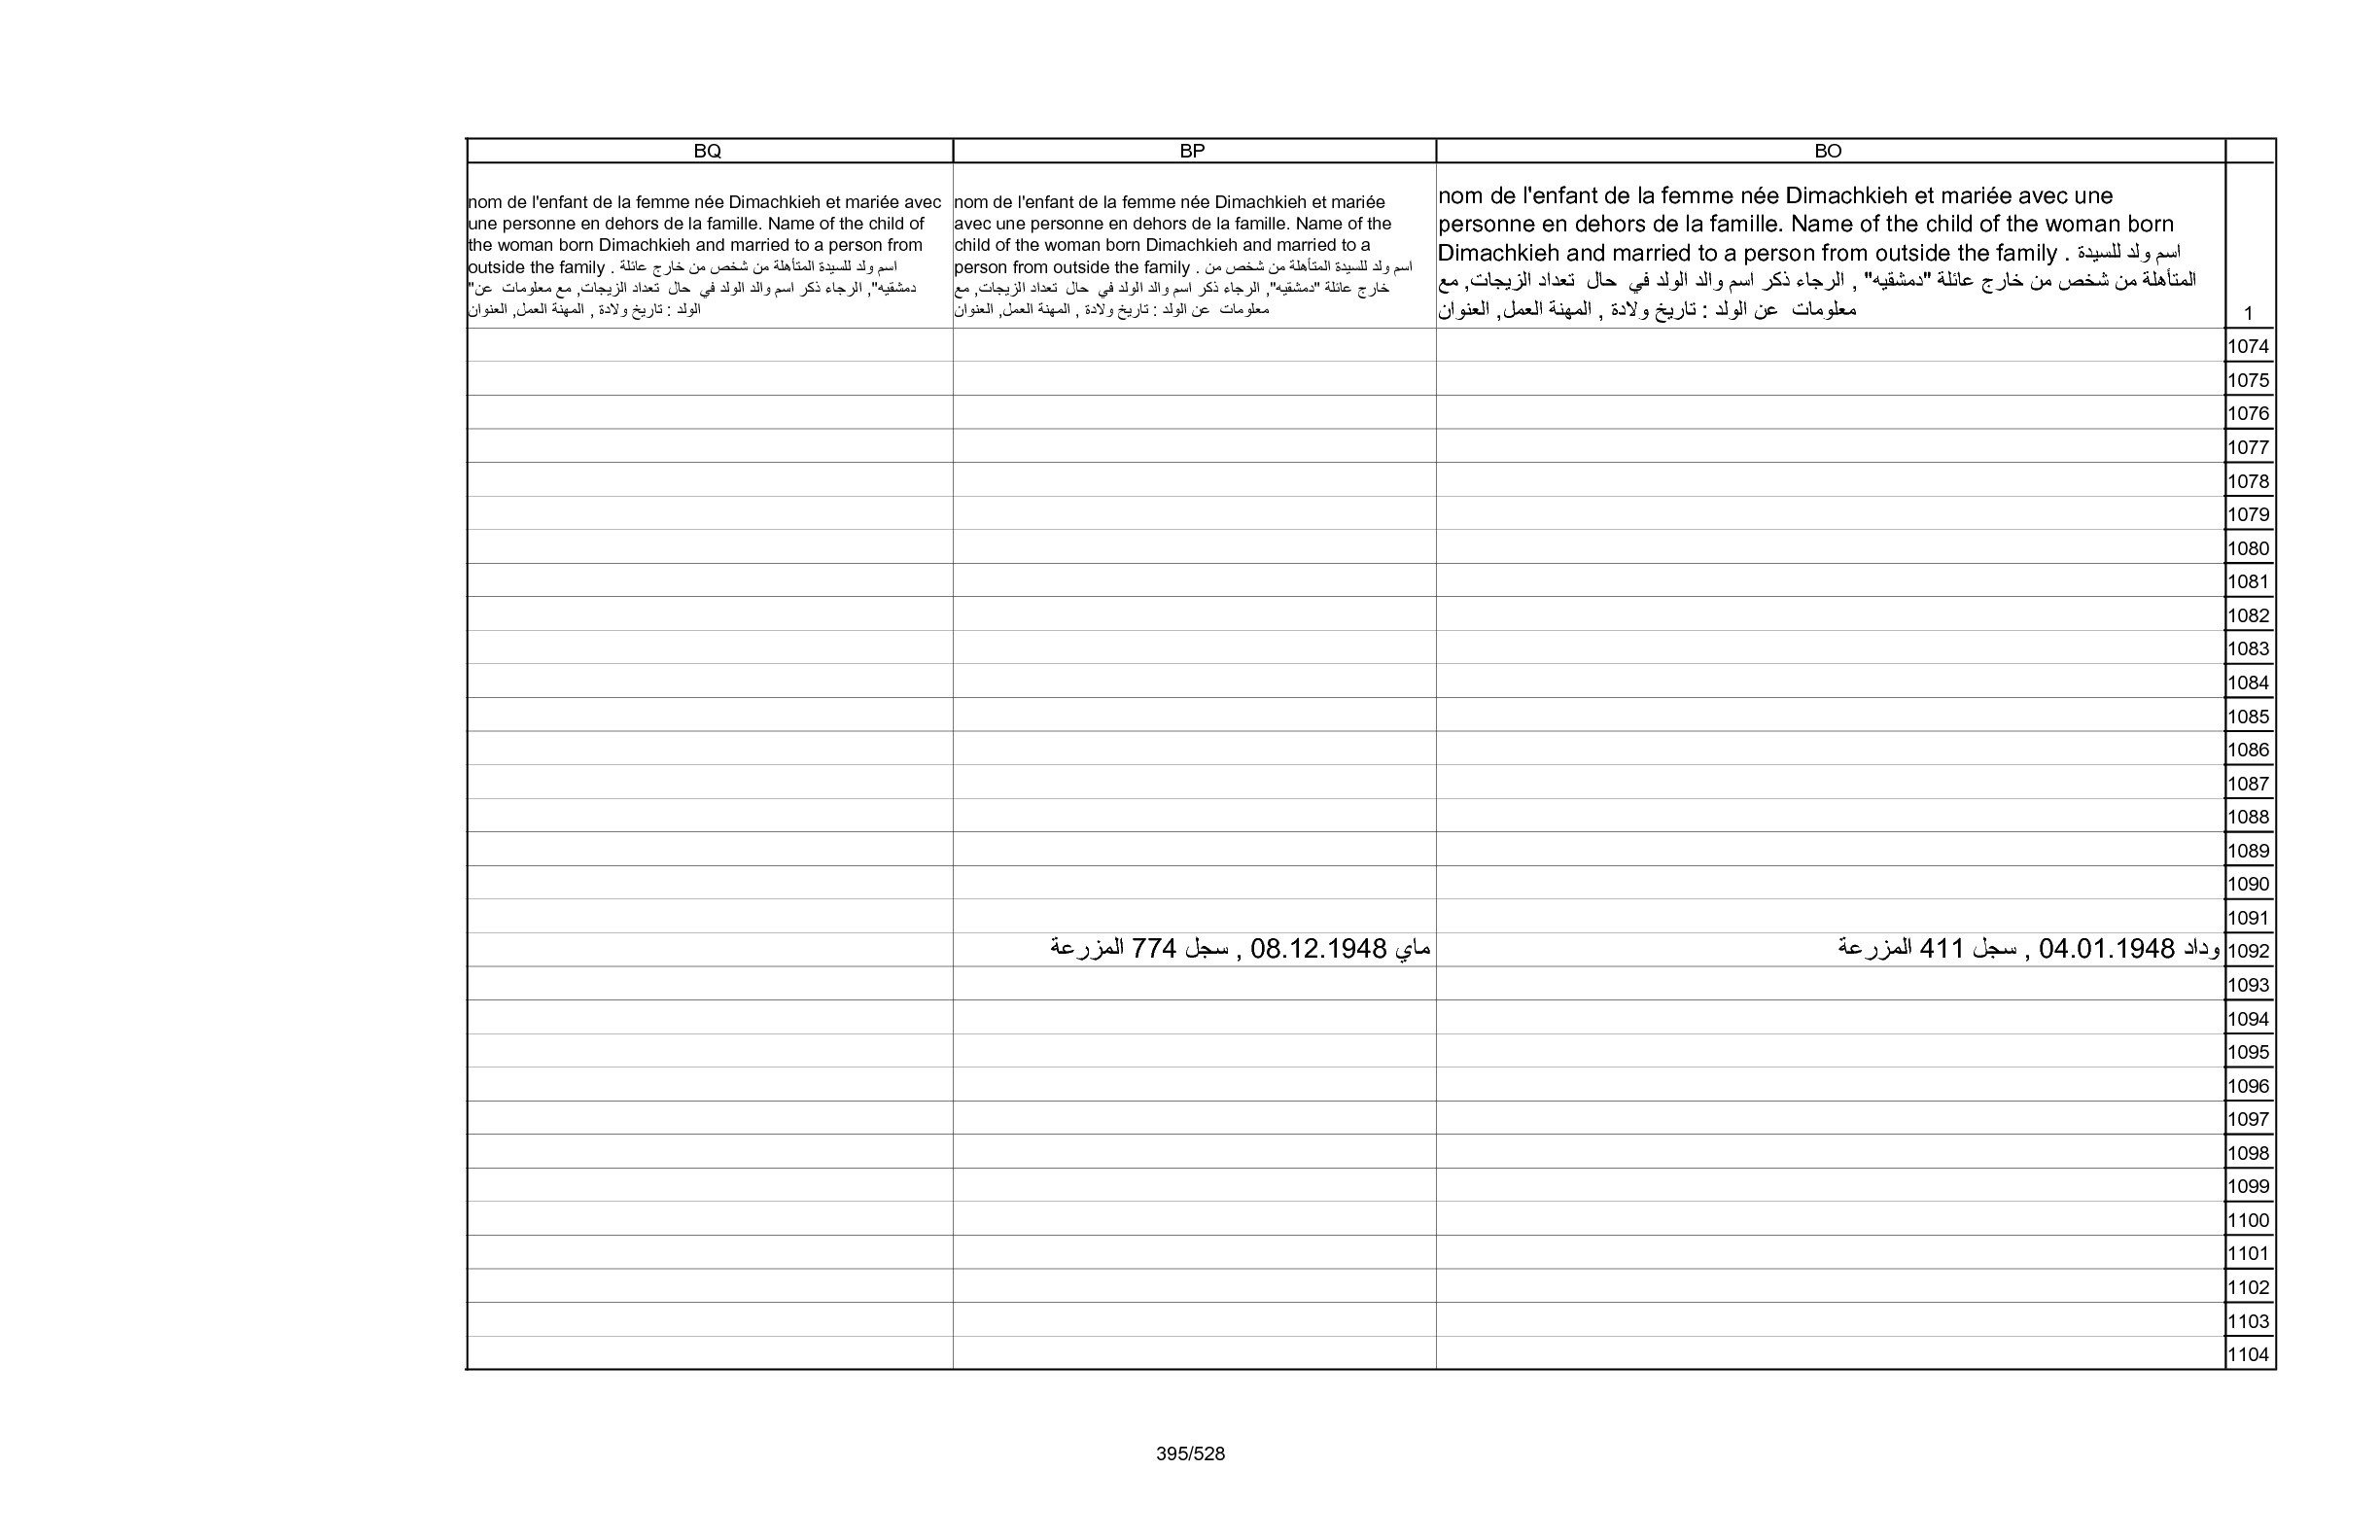 BQ BP BO
nom de l'enfant de la femme née Dimachkieh et mariée avec
une personne en dehors de la famille. Name of the child of
the woman born Dimachkieh and married to a person from
outside the family . اسم ولد للسيدة المتأهلة من شخص من خارج عائلة
"دمشقيه", الرجاء ذكر اسم والد الولد في حال تعداد الزيجات, مع معلومات عن
الولد : تاريخ ولادة , المهنة العمل, العنوان
nom de l'enfant de la femme née Dimachkieh et mariée
avec une personne en dehors de la famille. Name of the
child of the woman born Dimachkieh and married to a
person from outside the family . اسم ولد للسيدة المتأهلة من شخص من
خارج عائلة "دمشقيه", الرجاء ذكر اسم والد الولد في حال تعداد الزيجات, مع
معلومات عن الولد : تاريخ ولادة , المهنة العمل, العنوان
nom de l'enfant de la femme née Dimachkieh et mariée avec une
personne en dehors de la famille. Name of the child of the woman born
Dimachkieh and married to a person from outside the family . اسم ولد للسيدة
المتأهلة من شخص من خارج عائلة "دمشقيه" , الرجاء ذكر اسم والد الولد في حال تعداد الزيجات, مع
معلومات عن الولد : تاريخ ولادة , المهنة العمل, العنوان
1
1074
1075
1076
1077
1078
1079
1080
1081
1082
1083
1084
1085
1086
1087
1088
1089
1090
1091
1092 وداد 04.01.1948 , سجل 411 المزرعة ماي 08.12.1948 , سجل 774 المزرعة
1093
1094
1095
1096
1097
1098
1099
1100
1101
1102
1103
1104
395/528